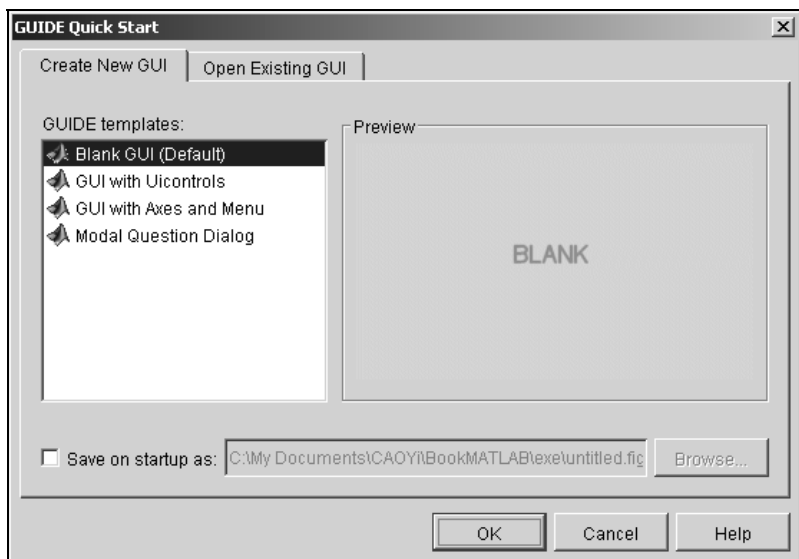 GUIDE Quick Start
Create New GUI
Open Existing GUI
GUIDE templates:
Blank GUI (Default)
GUI with Uicontrols
GUI with Axes and Menu
Modal Question Dialog
Preview
BLANK
Save on startup as:
C:\My Documents\CAOYi\BookMATLAB\exe\untitled.fig
Browse...
OK
Cancel
Help